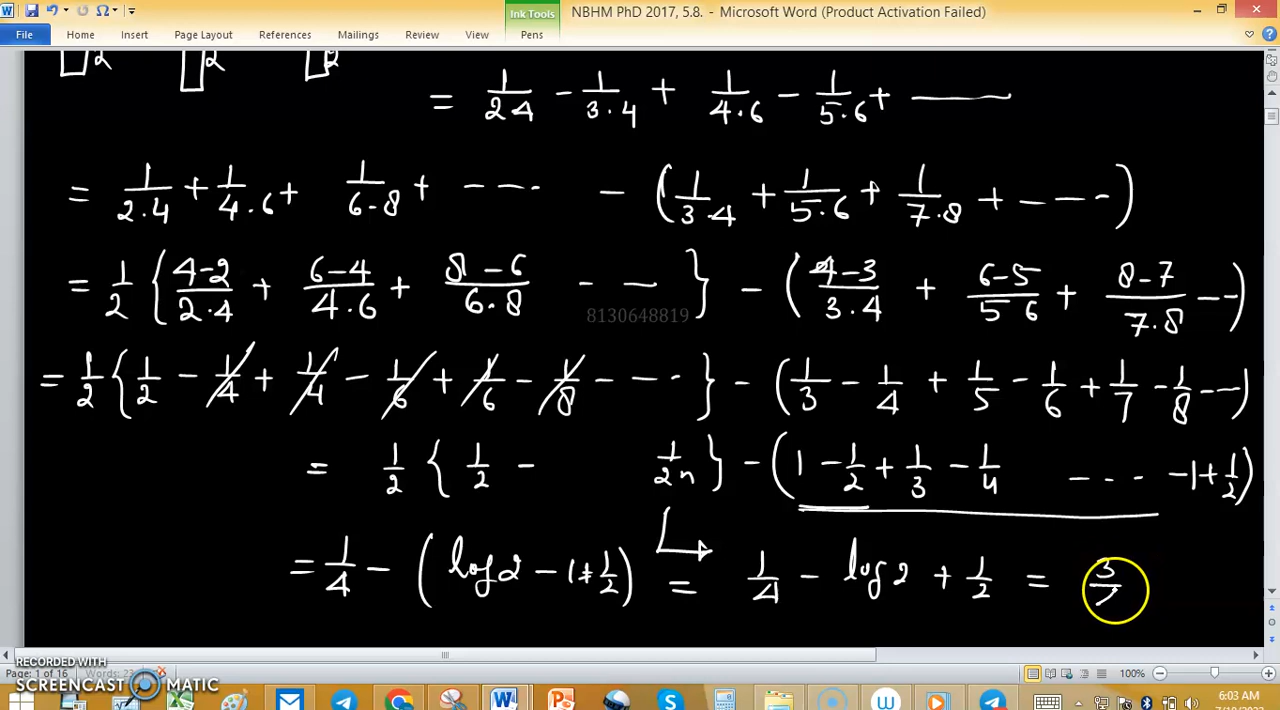 Ink Tools
NBHM PhD 2017, 5.8. - Microsoft Word (Product Activation Failed)
File Home Insert Page Layout References Mailings Review View Pens
= 1/2·4 - 1/3·4 + 1/4·6 - 1/5·6 + ———
= 1/2·4 + 1/4·6 + 1/6·8 + ---- - (1/3·4 + 1/5·6 + 1/7·8 + ----)
= 1/2 { 4-2/2·4 + 6-4/4·6 + 8-6/6·8 --- } - ( 4-3/3·4 + 6-5/5·6 + 8-7/7·8 -- )
8130648819
= 1/2 { 1/2 - 1/4 + 1/4 - 1/6 + 1/6 - 1/8 ---- } - ( 1/3 - 1/4 + 1/5 - 1/6 + 1/7 - 1/8 --- )
= 1/2 { 1/2 - 1/2n } - ( 1 - 1/2 + 1/3 - 1/4 ---- -1 + 1/2 )
= 1/4 - ( log2 - 1 + 1/2 ) = 1/4 - log2 + 1/2 = 3/
RECORDED WITH
SCREENCAST MATIC
Page: 1 of 16
100%
6:03 AM